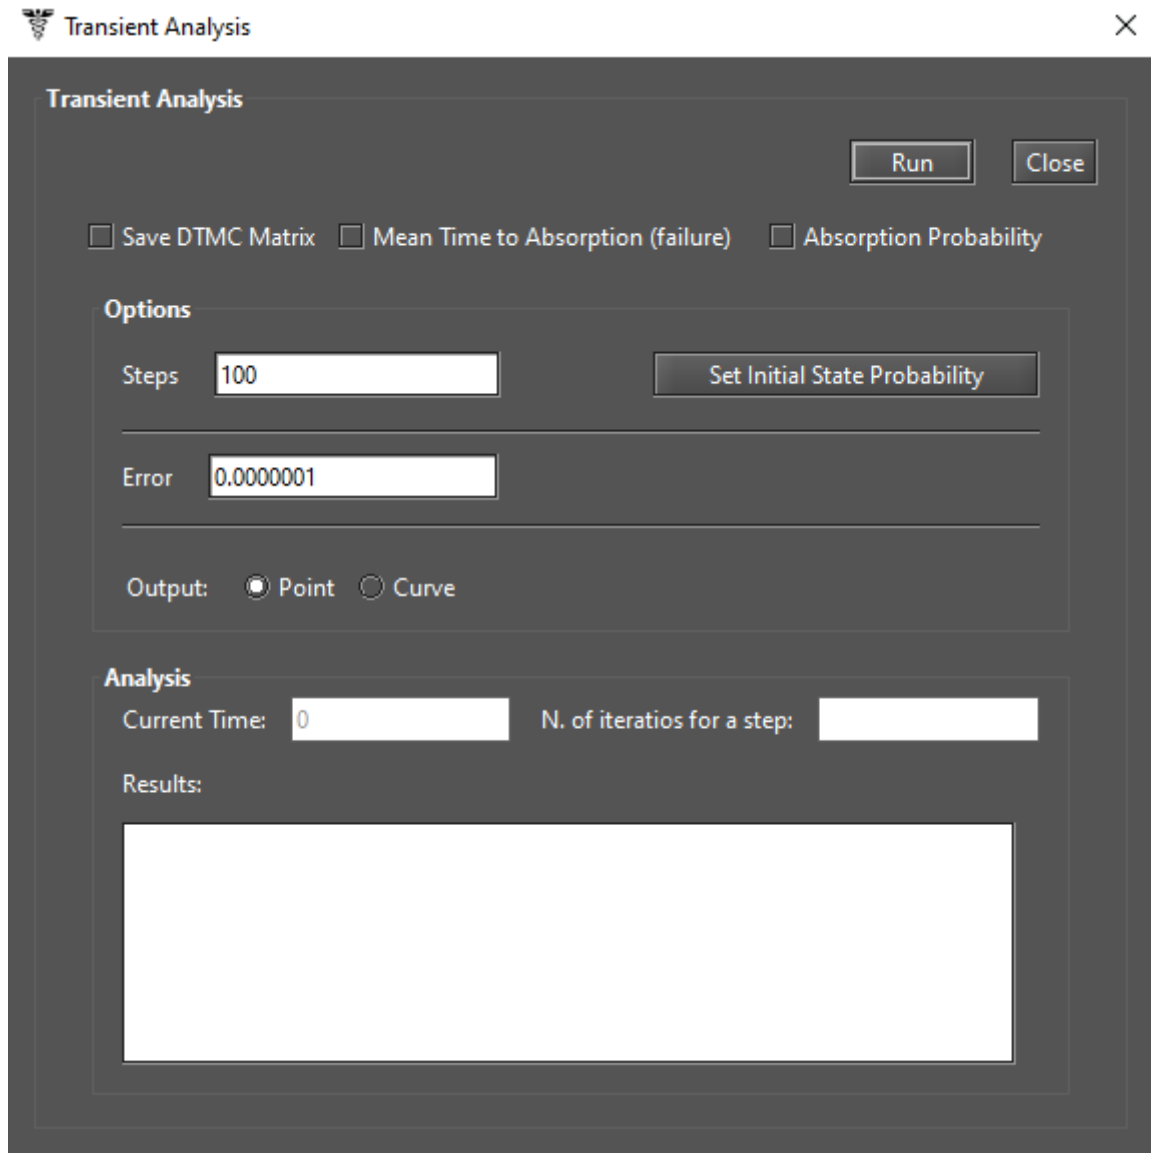 Transient Analysis
Transient Analysis
Run Close
Save DTMC Matrix Mean Time to Absorption (failure) Absorption Probability
Options
Steps 100 Set Initial State Probability
Error 0.0000001
Output: Point Curve
Analysis
Current Time: 0 N. of iteratios for a step:
Results: